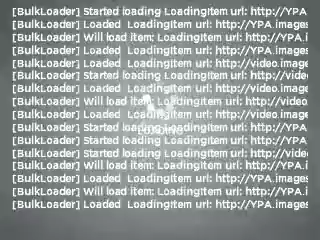 [BulkLoader] Started loading LoadingItem url: http://YPA
[BulkLoader] Loaded LoadingItem url: http://YPA.images
[BulkLoader] Will load item: LoadingItem url: http://YPA.i
[BulkLoader] Loaded LoadingItem url: http://YPA.images
[BulkLoader] Loaded LoadingItem url: http://video.image
[BulkLoader] Started loading LoadingItem url: http://vide
[BulkLoader] Loaded LoadingItem url: http://video.image
[BulkLoader] Will load item: LoadingItem url: http://video
[BulkLoader] Loaded LoadingItem url: http://video.image
[BulkLoader] Started loading LoadingItem url: http://YPA
[BulkLoader] Started loading LoadingItem url: http://YPA
[BulkLoader] Started loading LoadingItem url: http://vide
[BulkLoader] Will load item: LoadingItem url: http://YPA.i
[BulkLoader] Loaded LoadingItem url: http://YPA.images
[BulkLoader] Will load item: LoadingItem url: http://YPA.i
[BulkLoader] Loaded LoadingItem url: http://YPA.images